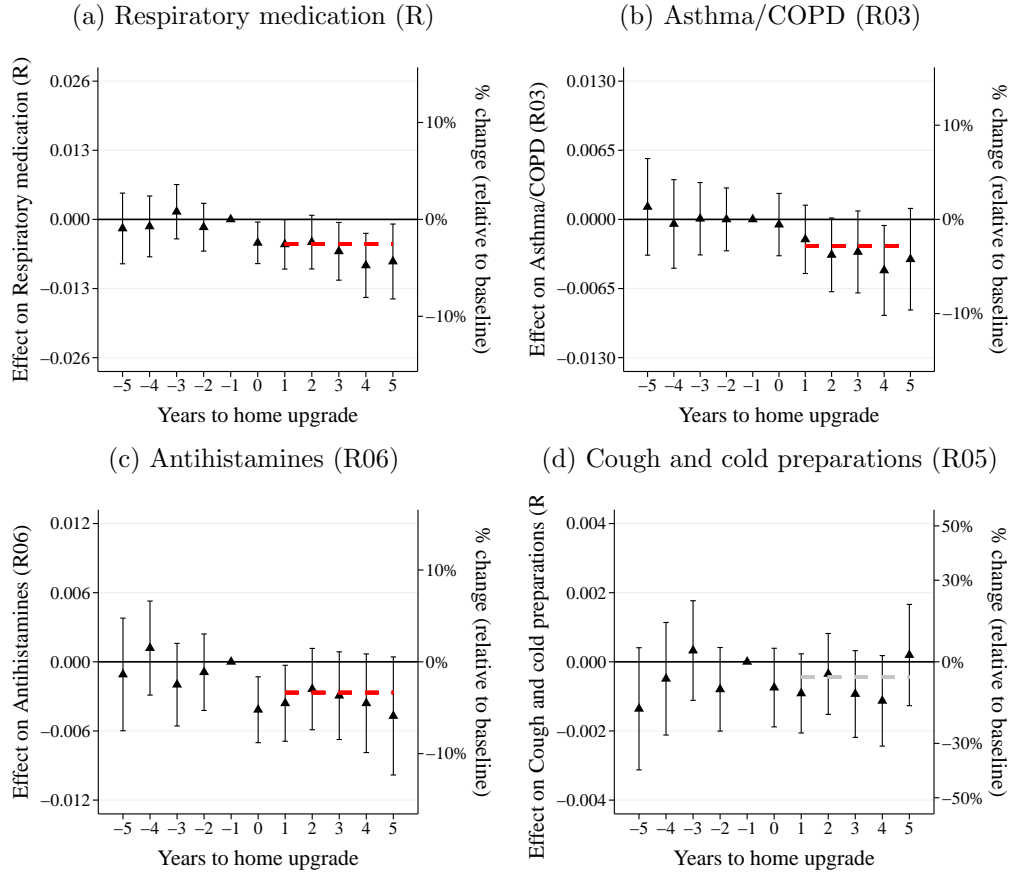 (a) Respiratory medication (R)
Effect on Respiratory medication (R)
0.026
0.013
0.000
−0.013
−0.026
10%
0%
−10%
% change (relative to baseline)
−5 −4 −3 −2 −1 0 1 2 3 4 5
Years to home upgrade
(b) Asthma/COPD (R03)
Effect on Asthma/COPD (R03)
0.0130
0.0065
0.0000
−0.0065
−0.0130
10%
0%
−10%
% change (relative to baseline)
−5 −4 −3 −2 −1 0 1 2 3 4 5
Years to home upgrade
(c) Antihistamines (R06)
Effect on Antihistamines (R06)
0.012
0.006
0.000
−0.006
−0.012
10%
0%
−10%
% change (relative to baseline)
−5 −4 −3 −2 −1 0 1 2 3 4 5
Years to home upgrade
(d) Cough and cold preparations (R05)
Effect on Cough and cold preparations (R
0.004
0.002
0.000
−0.002
−0.004
50%
30%
0%
−30%
−50%
% change (relative to baseline)
−5 −4 −3 −2 −1 0 1 2 3 4 5
Years to home upgrade